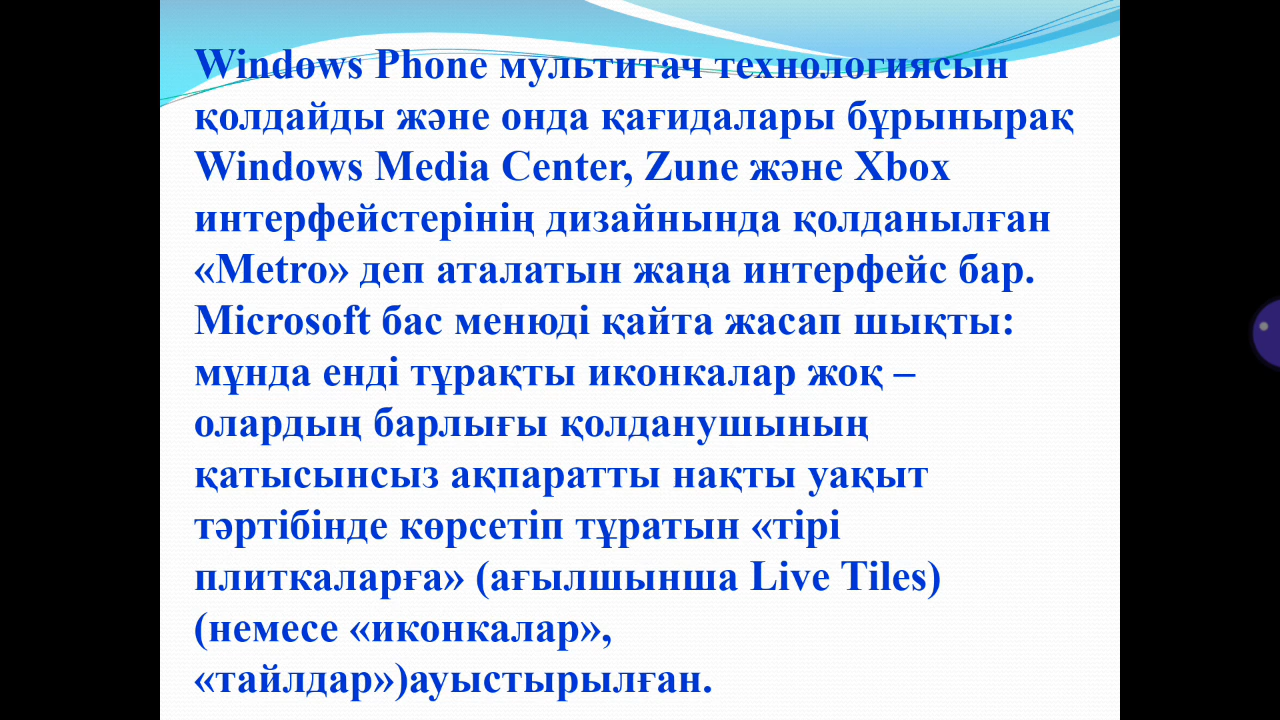 Windows Phone мультитач технологиясын
қолдайды және онда қағидалары бұрынырақ
Windows Media Center, Zune және Xbox
интерфейстерінің дизайнында қолданылған
«Metro» деп аталатын жаңа интерфейс бар.
Microsoft бас менюді қайта жасап шықты:
мұнда енді тұрақты иконкалар жоқ –
олардың барлығы қолданушының
қатысынсыз ақпаратты нақты уақыт
тәртібінде көрсетіп тұратын «тірі
плиткаларға» (ағылшынша Live Tiles)
(немесе «иконкалар»,
«тайлдар»)ауыстырылған.